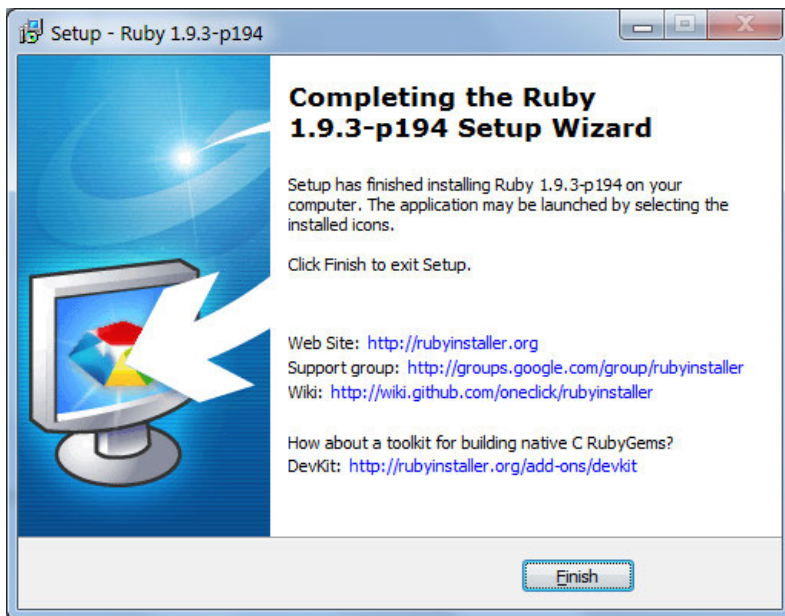 Setup - Ruby 1.9.3-p194
Completing the Ruby
1.9.3-p194 Setup Wizard
Setup has finished installing Ruby 1.9.3-p194 on your
computer. The application may be launched by selecting the
installed icons.
Click Finish to exit Setup.
Web Site: http://rubyinstaller.org
Support group: http://groups.google.com/group/rubyinstaller
Wiki: http://wiki.github.com/oneclick/rubyinstaller
How about a toolkit for building native C RubyGems?
DevKit: http://rubyinstaller.org/add-ons/devkit
Finish